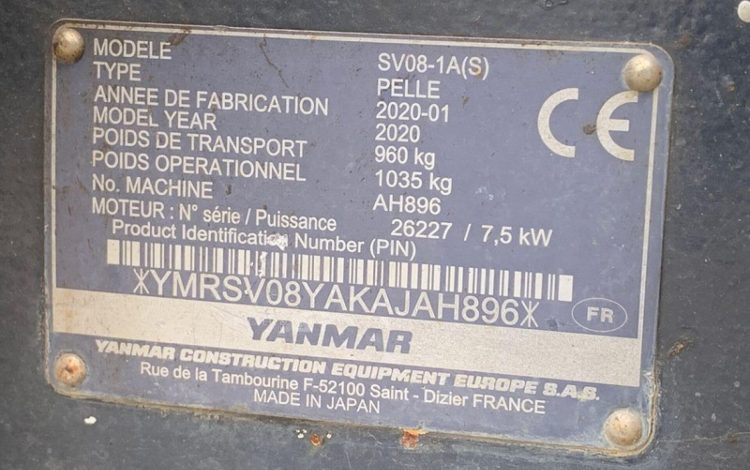 MODELE SV08-1A(S)
TYPE PELLE
ANNEE DE FABRICATION 2020-01
MODEL YEAR 2020
POIDS DE TRANSPORT 960 kg
POIDS OPERATIONNEL 1035 kg
No. MACHINE AH896
MOTEUR : N° série / Puissance 26227 / 7,5 kW
Product Identification Number (PIN)
*YMRSV08YAKAJAH896*
FR
YANMAR
YANMAR CONSTRUCTION EQUIPMENT EUROPE S.A.S.
Rue de la Tambourine F-52100 Saint - Dizier FRANCE
MADE IN JAPAN
CE